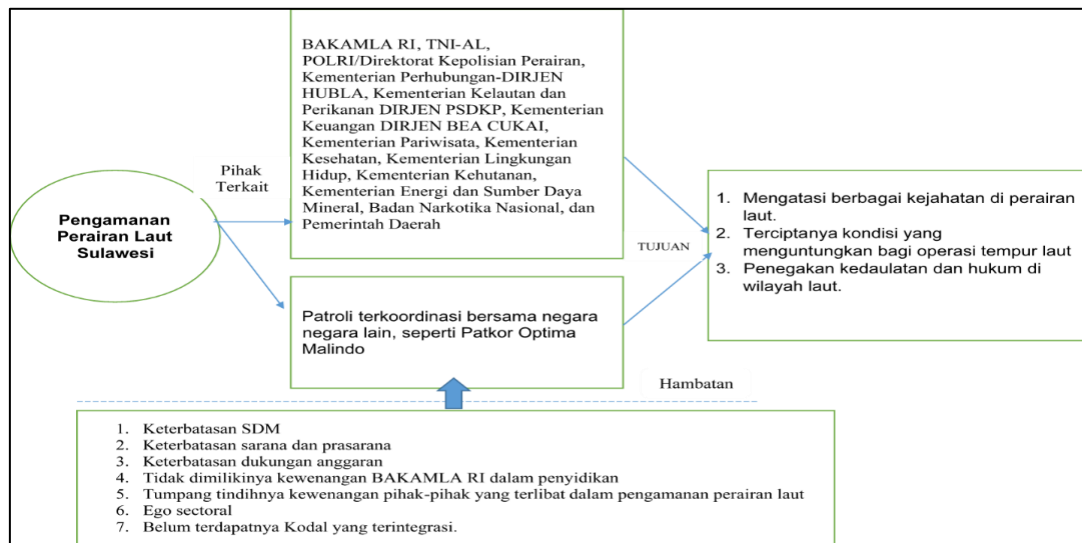 Pengamanan
Perairan Laut
Sulawesi
Pihak
Terkait
BAKAMLA RI, TNI-AL,
POLRI/Direktorat Kepolisian Perairan,
Kementerian Perhubungan-DIRJEN
HUBLA, Kementerian Kelautan dan
Perikanan DIRJEN PSDKP, Kementerian
Keuangan DIRJEN BEA CUKAI,
Kementerian Pariwisata, Kementerian
Kesehatan, Kementerian Lingkungan
Hidup, Kementerian Kehutanan,
Kementerian Energi dan Sumber Daya
Mineral, Badan Narkotika Nasional, dan
Pemerintah Daerah
Patroli terkoordinasi bersama negara
negara lain, seperti Patkor Optima
Malindo
TUJUAN
1. Mengatasi berbagai kejahatan di perairan
laut.
2. Terciptanya kondisi yang
menguntungkan bagi operasi tempur laut
3. Penegakan kedaulatan dan hukum di
wilayah laut.
Hambatan
1. Keterbatasan SDM
2. Keterbatasan sarana dan prasarana
3. Keterbatasan dukungan anggaran
4. Tidak dimilikinya kewenangan BAKAMLA RI dalam penyidikan
5. Tumpang tindihnya kewenangan pihak-pihak yang terlibat dalam pengamanan perairan laut
6. Ego sectoral
7. Belum terdapatnya Kodal yang terintegrasi.